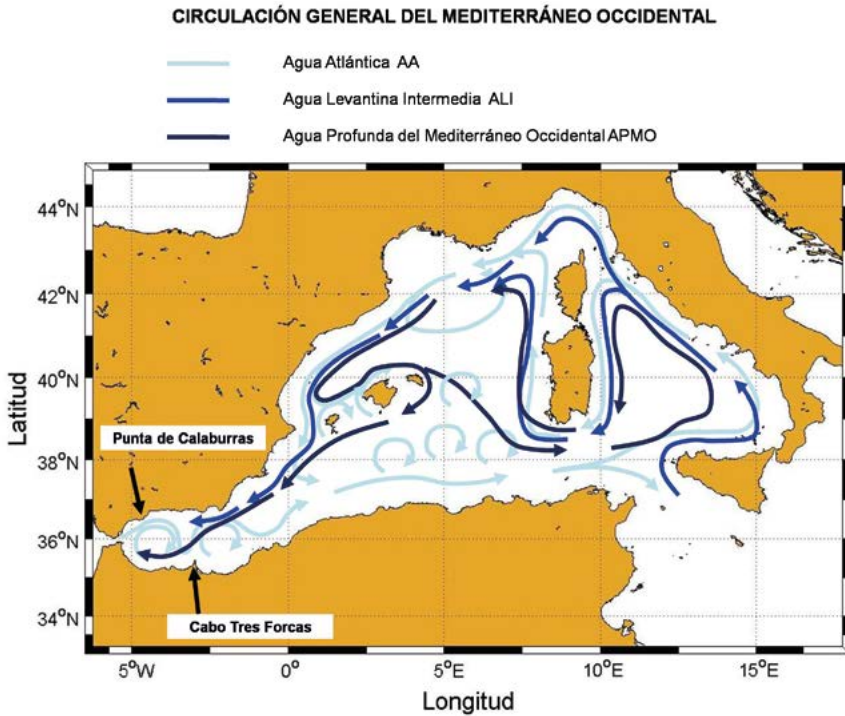 CIRCULACIÓN GENERAL DEL MEDITERRÁNEO OCCIDENTAL
Agua Atlántica AA
Agua Levantina Intermedia ALI
Agua Profunda del Mediterráneo Occidental APMO
44°N
42°N
40°N
38°N
36°N
34°N
Latitud
Punta de Calaburras
Cabo Tres Forcas
5°W
0°
5°E
10°E
15°E
Longitud